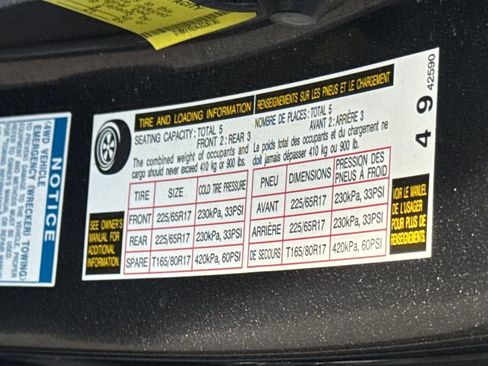 NOTICE
(4WD VEHICLE)
EMERGENCY (WRECKER) TOWING
TIRE AND LOADING INFORMATION
SEATING CAPACITY: TOTAL 5
FRONT 2: REAR 3
The combined weight of occupants and
cargo should never exceed 410 kg or 900 lbs.
RENSEIGNEMENTS SUR LES PNEUS ET LE CHARGEMENT
NOMBRE DE PLACES: TOTAL 5
AVANT 2: ARRIÈRE 3
Le poids total des occupants et du chargement ne
doit jamais dépasser 410 kg ou 900 lb.
SEE OWNER'S
MANUAL FOR
ADDITIONAL
INFORMATION.
TIRE SIZE COLD TIRE PRESSURE
FRONT 225/65R17 230kPa, 33PSI
REAR 225/65R17 230kPa, 33PSI
SPARE T165/80R17 420kPa, 60PSI
PNEU DIMENSIONS PRESSION DES
PNEUS À FROID
AVANT 225/65R17 230kPa, 33PSI
ARRIÈRE 225/65R17 230kPa, 33PSI
DE SECOURS T165/80R17 420kPa, 60PSI
VOIR LE MANUEL
DE L'USAGER
POUR PLUS DE
RENSEIGNEMENTS.
49
42590